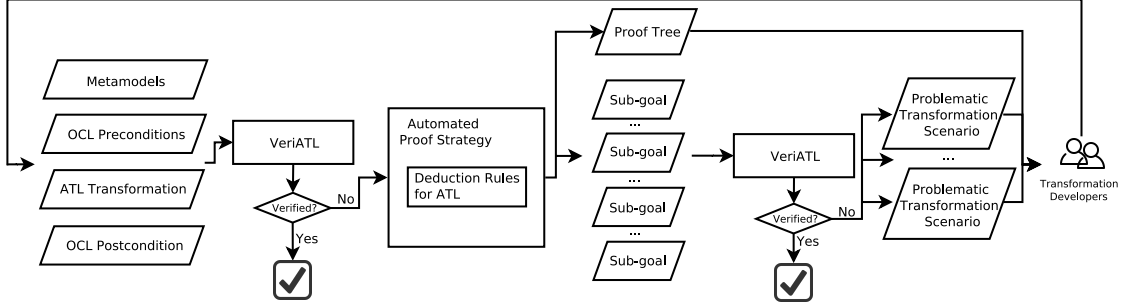 Metamodels
OCL Preconditions
ATL Transformation
OCL Postcondition
VeriATL
Verified?
No
Yes
Automated
Proof Strategy
Deduction Rules
for ATL
Proof Tree
Sub-goal
...
Sub-goal
...
Sub-goal
...
Sub-goal
VeriATL
Verified?
No
Yes
Problematic
Transformation
Scenario
...
Problematic
Transformation
Scenario
Transformation
Developers